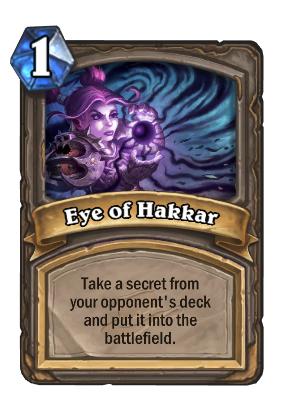 1
Eye of Hakkar
Take a secret from
your opponent's deck
and put it into the
battlefield.